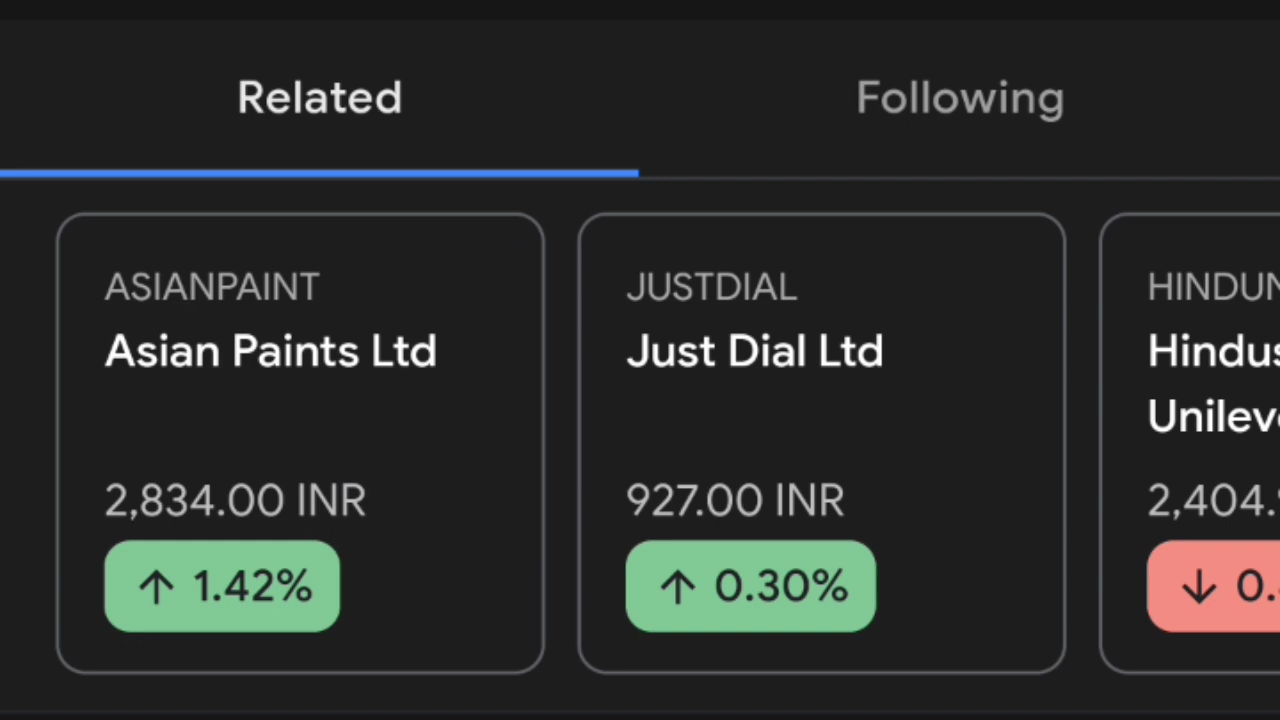 Related
Following
ASIANPAINT
Asian Paints Ltd
2,834.00 INR
↑ 1.42%
JUSTDIAL
Just Dial Ltd
927.00 INR
↑ 0.30%